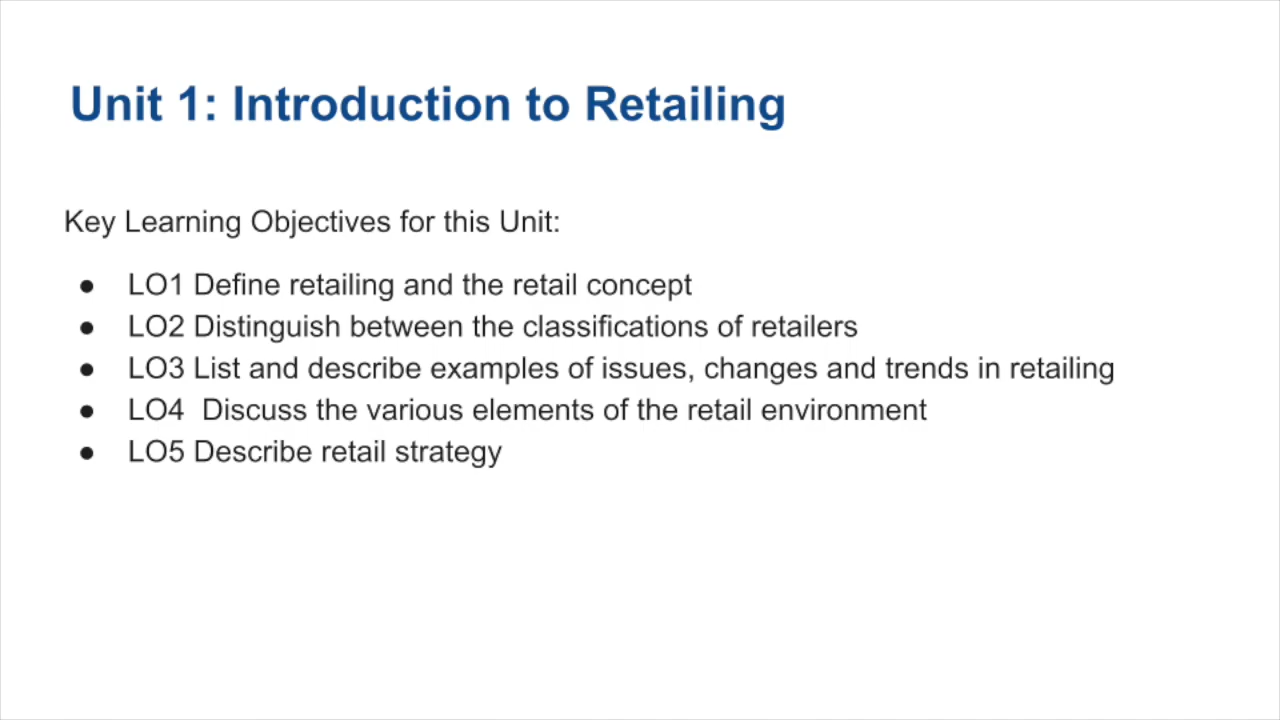 Unit 1: Introduction to Retailing
Key Learning Objectives for this Unit:
● LO1 Define retailing and the retail concept
● LO2 Distinguish between the classifications of retailers
● LO3 List and describe examples of issues, changes and trends in retailing
● LO4  Discuss the various elements of the retail environment
● LO5 Describe retail strategy